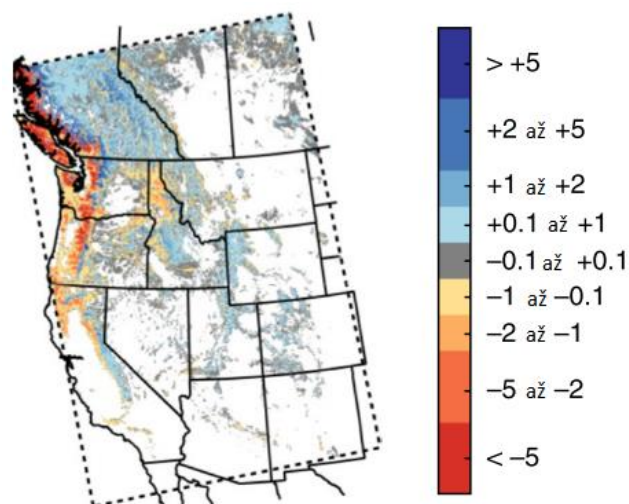 > +5
+2 až +5
+1 až +2
+0.1 až +1
−0.1 až +0.1
−1 až −0.1
−2 až −1
−5 až −2
< −5